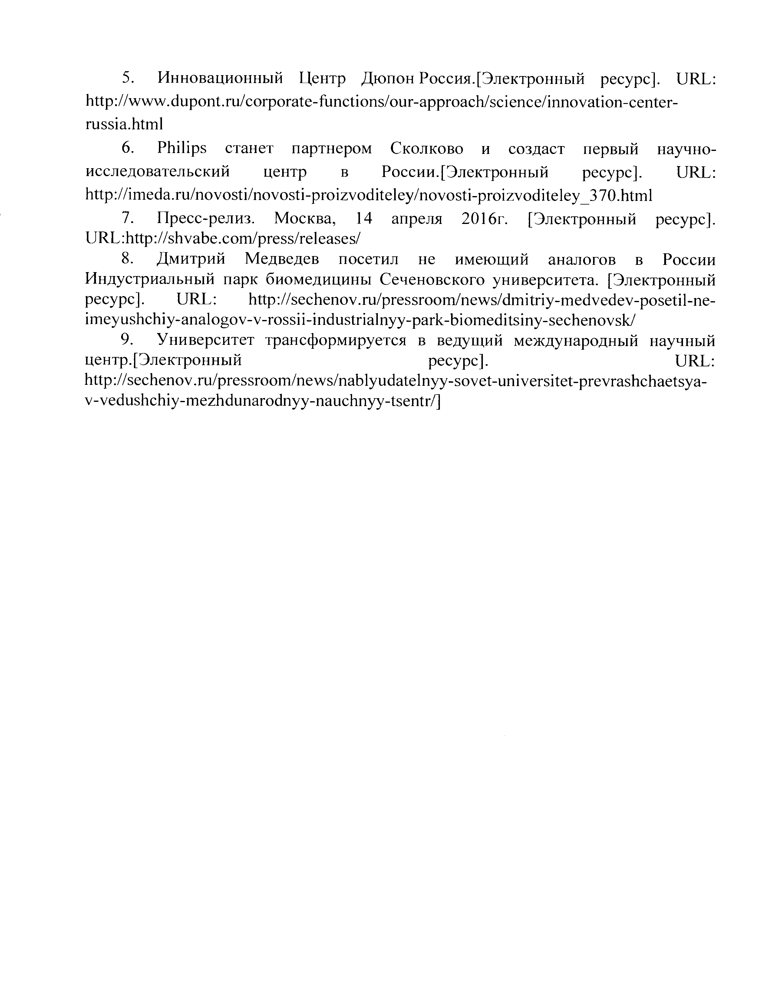 5. Инновационный Центр Дюпон Россия.[Электронный ресурс]. URL:
http://www.dupont.ru/corporate-functions/our-approach/science/innovation-center-
russia.html
6. Philips станет партнером Сколково и создаст первый научно-
исследовательский центр в России.[Электронный ресурс]. URL:
http://imeda.ru/novosti/novosti-proizvoditeley/novosti-proizvoditeley_370.html
7. Пресс-релиз. Москва, 14 апреля 2016г. [Электронный ресурс].
URL:http://shvabe.com/press/releases/
8. Дмитрий Медведев посетил не имеющий аналогов в России
Индустриальный парк биомедицины Сеченовского университета. [Электронный
ресурс]. URL: http://sechenov.ru/pressroom/news/dmitriy-medvedev-posetil-ne-
imeyushchiy-analogov-v-rossii-industrialnyy-park-biomeditsiny-sechenovsk/
9. Университет трансформируется в ведущий международный научный
центр.[Электронный ресурс]. URL:
http://sechenov.ru/pressroom/news/nablyudatelnyy-sovet-universitet-prevrashchaetsya-
v-vedushchiy-mezhdunarodnyy-nauchnyy-tsentr/]